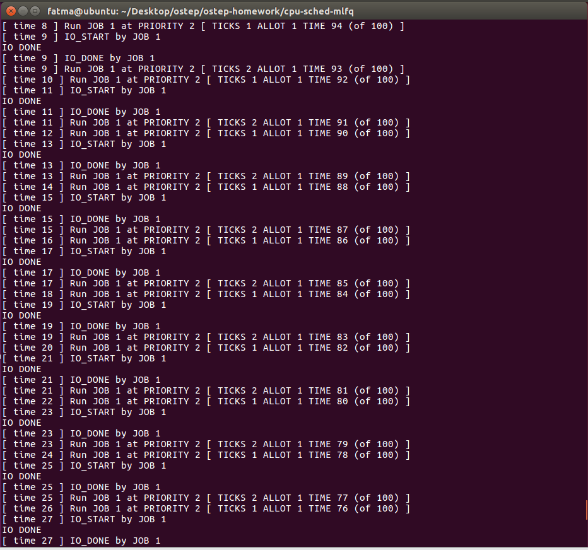 fatma@ubuntu: ~/Desktop/ostep/ostep-homework/cpu-sched-mlfq
[ time 8 ] Run JOB 1 at PRIORITY 2 [ TICKS 1 ALLOT 1 TIME 94 (of 100) ]
[ time 9 ] IO_START by JOB 1
IO DONE
[ time 9 ] IO_DONE by JOB 1
[ time 9 ] Run JOB 1 at PRIORITY 2 [ TICKS 2 ALLOT 1 TIME 93 (of 100) ]
[ time 10 ] Run JOB 1 at PRIORITY 2 [ TICKS 1 ALLOT 1 TIME 92 (of 100) ]
[ time 11 ] IO_START by JOB 1
IO DONE
[ time 11 ] IO_DONE by JOB 1
[ time 11 ] Run JOB 1 at PRIORITY 2 [ TICKS 2 ALLOT 1 TIME 91 (of 100) ]
[ time 12 ] Run JOB 1 at PRIORITY 2 [ TICKS 1 ALLOT 1 TIME 90 (of 100) ]
[ time 13 ] IO_START by JOB 1
IO DONE
[ time 13 ] IO_DONE by JOB 1
[ time 13 ] Run JOB 1 at PRIORITY 2 [ TICKS 2 ALLOT 1 TIME 89 (of 100) ]
[ time 14 ] Run JOB 1 at PRIORITY 2 [ TICKS 1 ALLOT 1 TIME 88 (of 100) ]
[ time 15 ] IO_START by JOB 1
IO DONE
[ time 15 ] IO_DONE by JOB 1
[ time 15 ] Run JOB 1 at PRIORITY 2 [ TICKS 2 ALLOT 1 TIME 87 (of 100) ]
[ time 16 ] Run JOB 1 at PRIORITY 2 [ TICKS 1 ALLOT 1 TIME 86 (of 100) ]
[ time 17 ] IO_START by JOB 1
IO DONE
[ time 17 ] IO_DONE by JOB 1
[ time 17 ] Run JOB 1 at PRIORITY 2 [ TICKS 2 ALLOT 1 TIME 85 (of 100) ]
[ time 18 ] Run JOB 1 at PRIORITY 2 [ TICKS 1 ALLOT 1 TIME 84 (of 100) ]
[ time 19 ] IO_START by JOB 1
IO DONE
[ time 19 ] IO_DONE by JOB 1
[ time 19 ] Run JOB 1 at PRIORITY 2 [ TICKS 2 ALLOT 1 TIME 83 (of 100) ]
[ time 20 ] Run JOB 1 at PRIORITY 2 [ TICKS 1 ALLOT 1 TIME 82 (of 100) ]
[ time 21 ] IO_START by JOB 1
IO DONE
[ time 21 ] IO_DONE by JOB 1
[ time 21 ] Run JOB 1 at PRIORITY 2 [ TICKS 2 ALLOT 1 TIME 81 (of 100) ]
[ time 22 ] Run JOB 1 at PRIORITY 2 [ TICKS 1 ALLOT 1 TIME 80 (of 100) ]
[ time 23 ] IO_START by JOB 1
IO DONE
[ time 23 ] IO_DONE by JOB 1
[ time 23 ] Run JOB 1 at PRIORITY 2 [ TICKS 2 ALLOT 1 TIME 79 (of 100) ]
[ time 24 ] Run JOB 1 at PRIORITY 2 [ TICKS 1 ALLOT 1 TIME 78 (of 100) ]
[ time 25 ] IO_START by JOB 1
IO DONE
[ time 25 ] IO_DONE by JOB 1
[ time 25 ] Run JOB 1 at PRIORITY 2 [ TICKS 2 ALLOT 1 TIME 77 (of 100) ]
[ time 26 ] Run JOB 1 at PRIORITY 2 [ TICKS 1 ALLOT 1 TIME 76 (of 100) ]
[ time 27 ] IO_START by JOB 1
IO DONE
[ time 27 ] IO_DONE by JOB 1